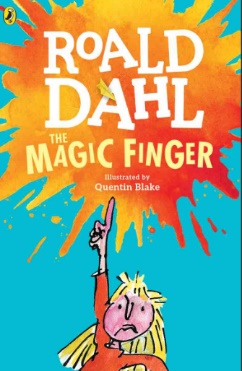 ROALD
DAHL
THE
MAGIC FINGER
Illustrated by
Quentin Blake